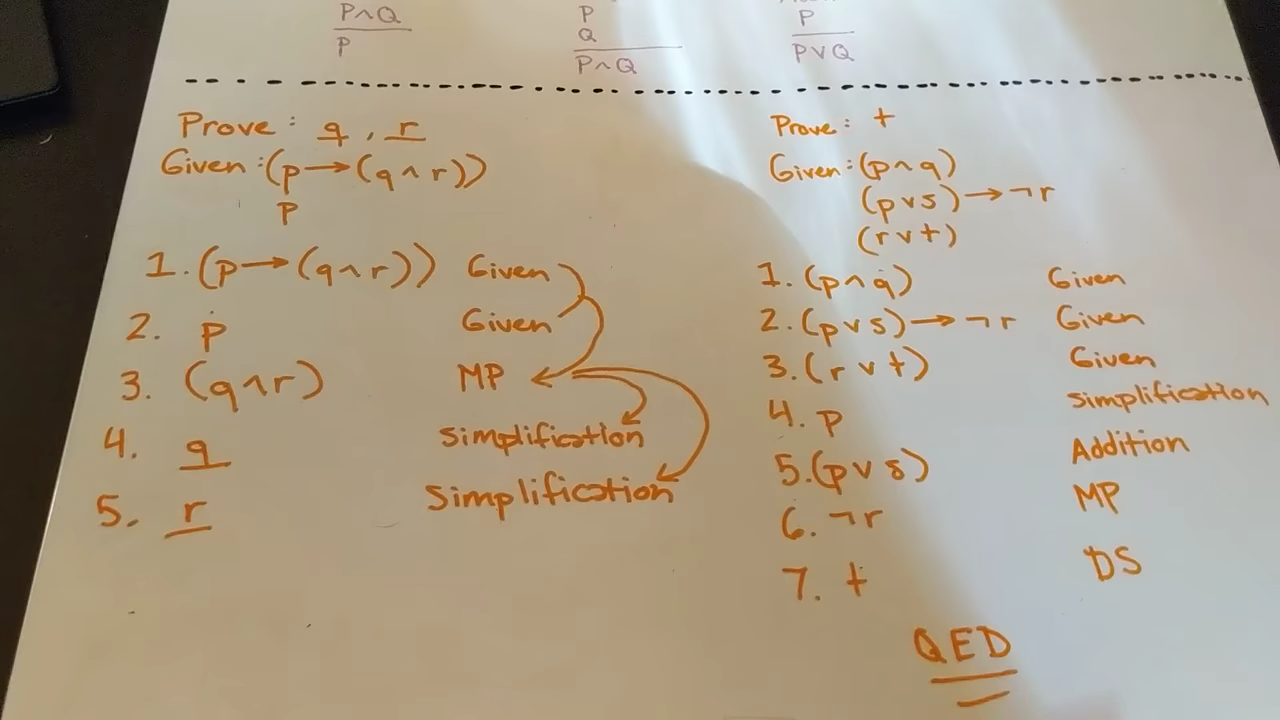 P∧Q
P
P
Q
P∧Q
P
P∨Q
Prove: q, r
Given: (p→(q∧r))
p
1. (p→(q∧r)) Given
2. p Given
3. (q∧r) MP
4. q Simplification
5. r Simplification
Prove: t
Given: (p∧q)
(p∨s)→¬r
(r∨t)
1. (p∧q) Given
2. (p∨s)→¬r Given
3. (r∨t) Given
4. p Simplification
5. (p∨s) Addition
6. ¬r MP
7. t DS
QED